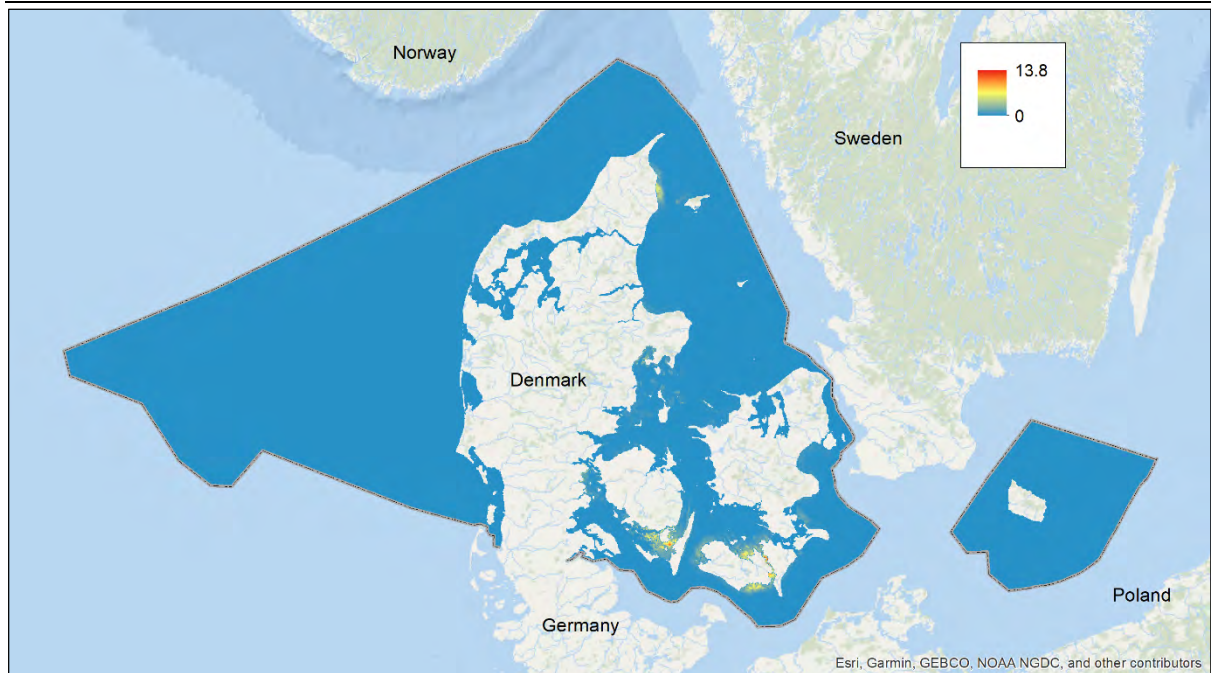 Norway
13.8
0
Sweden
Denmark
Poland
Germany
Esri, Garmin, GEBCO, NOAA NGDC, and other contributors